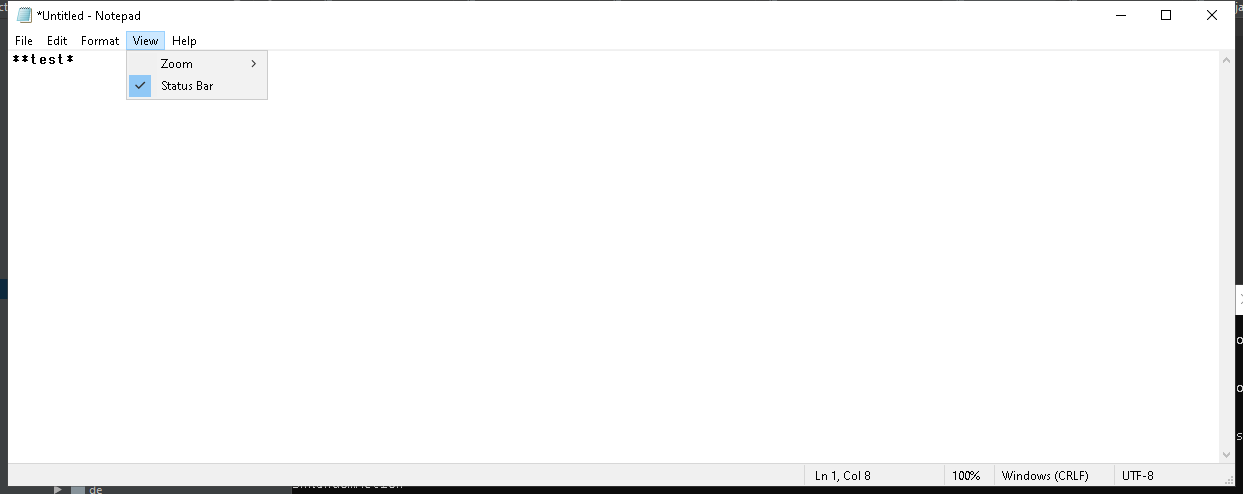 *Untitled - Notepad
File Edit Format View Help
**test*
Zoom
Status Bar
Ln 1, Col 8 100% Windows (CRLF) UTF-8
de